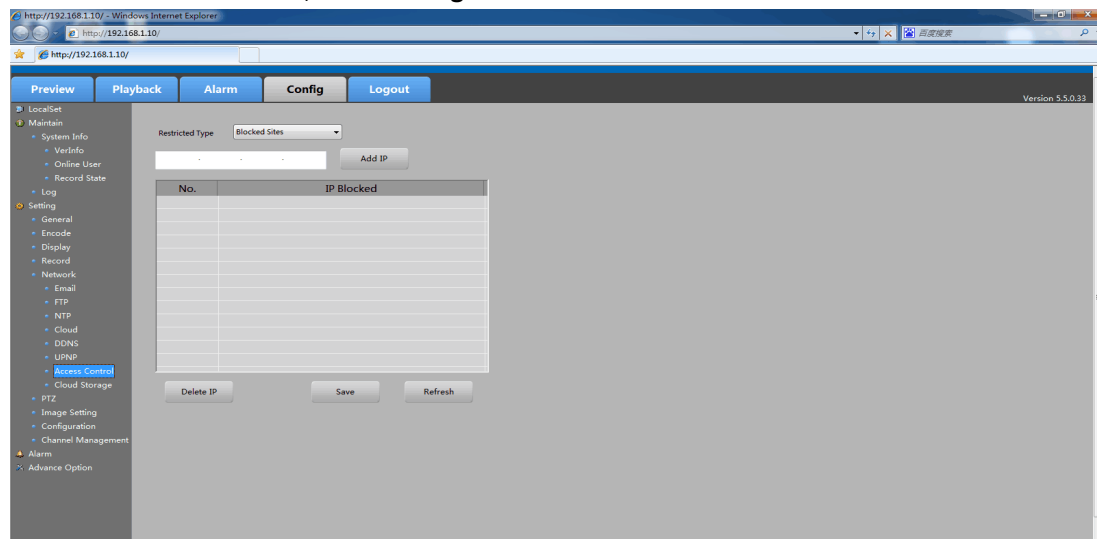 http://192.168.1.10/ - Windows Internet Explorer
http://192.168.1.10/
百度搜索
http://192.168.1.10/
Preview Playback Alarm Config Logout
Version 5.5.0.33
LocalSet
Maintain
System Info
VerInfo
Online User
Record State
Log
Setting
General
Encode
Display
Record
Network
Email
FTP
NTP
Cloud
DDNS
UPNP
Access Control
Cloud Storage
PTZ
Image Setting
Configuration
Channel Management
Alarm
Advance Option
Restricted Type Blocked Sites
. . . Add IP
No. IP Blocked
Delete IP Save Refresh